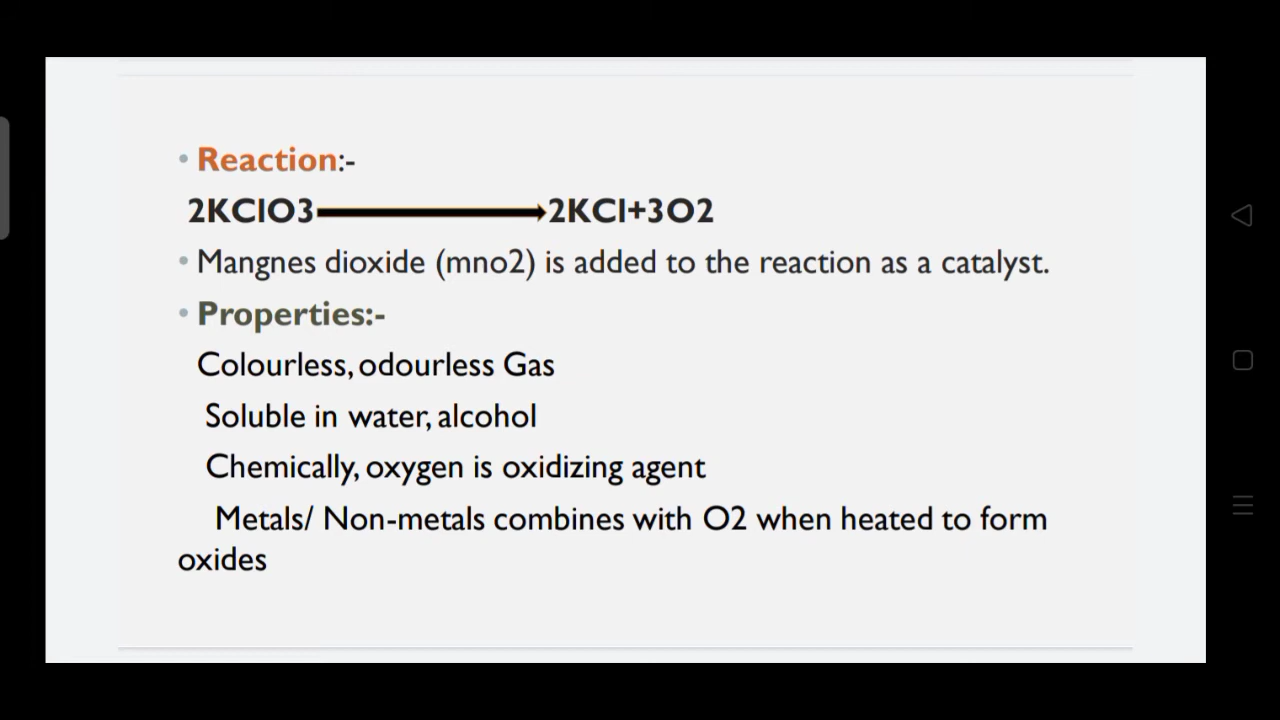 • Reaction:-
2KClO3 → 2KCl+3O2
• Mangnes dioxide (mno2) is added to the reaction as a catalyst.
• Properties:-
Colourless, odourless Gas
Soluble in water, alcohol
Chemically, oxygen is oxidizing agent
Metals/ Non-metals combines with O2 when heated to form
oxides